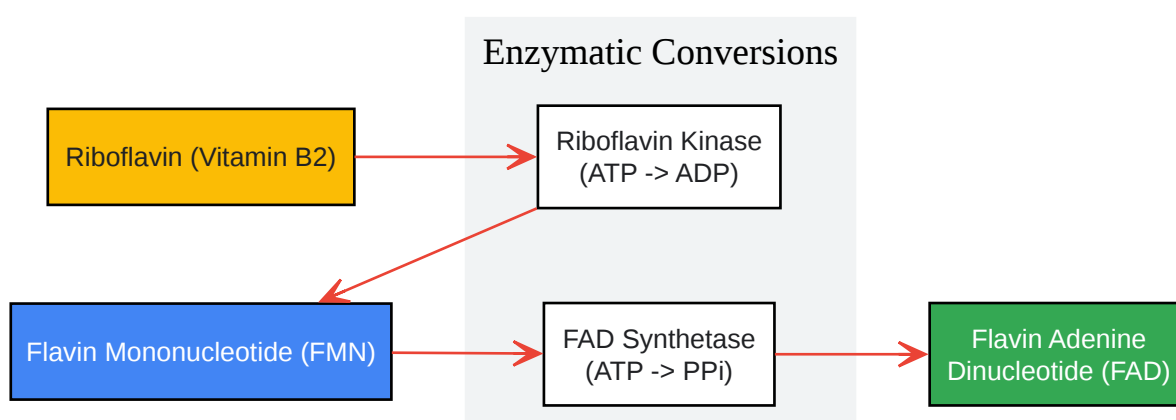 Enzymatic Conversions
Riboflavin (Vitamin B2)
Riboflavin Kinase
(ATP -> ADP)
Flavin Mononucleotide (FMN)
FAD Synthetase
(ATP -> PPi)
Flavin Adenine
Dinucleotide (FAD)